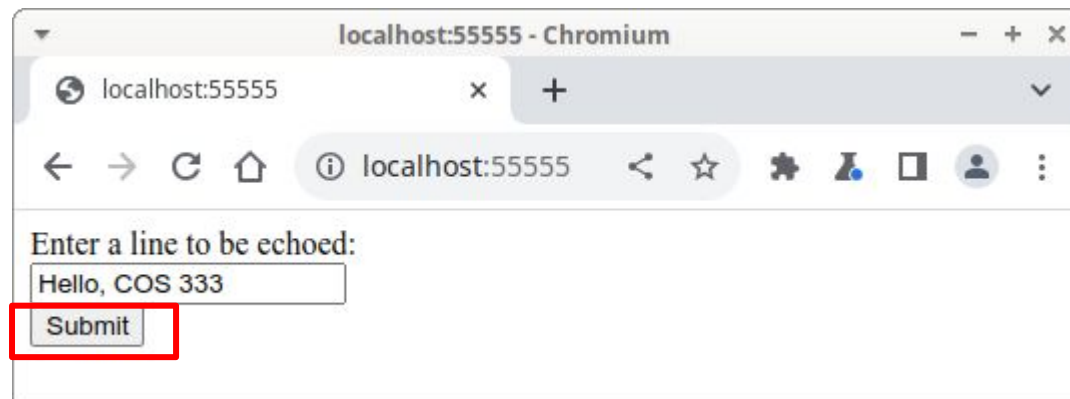 localhost:55555 - Chromium
localhost:55555
localhost:55555
Enter a line to be echoed:
Hello, COS 333
Submit